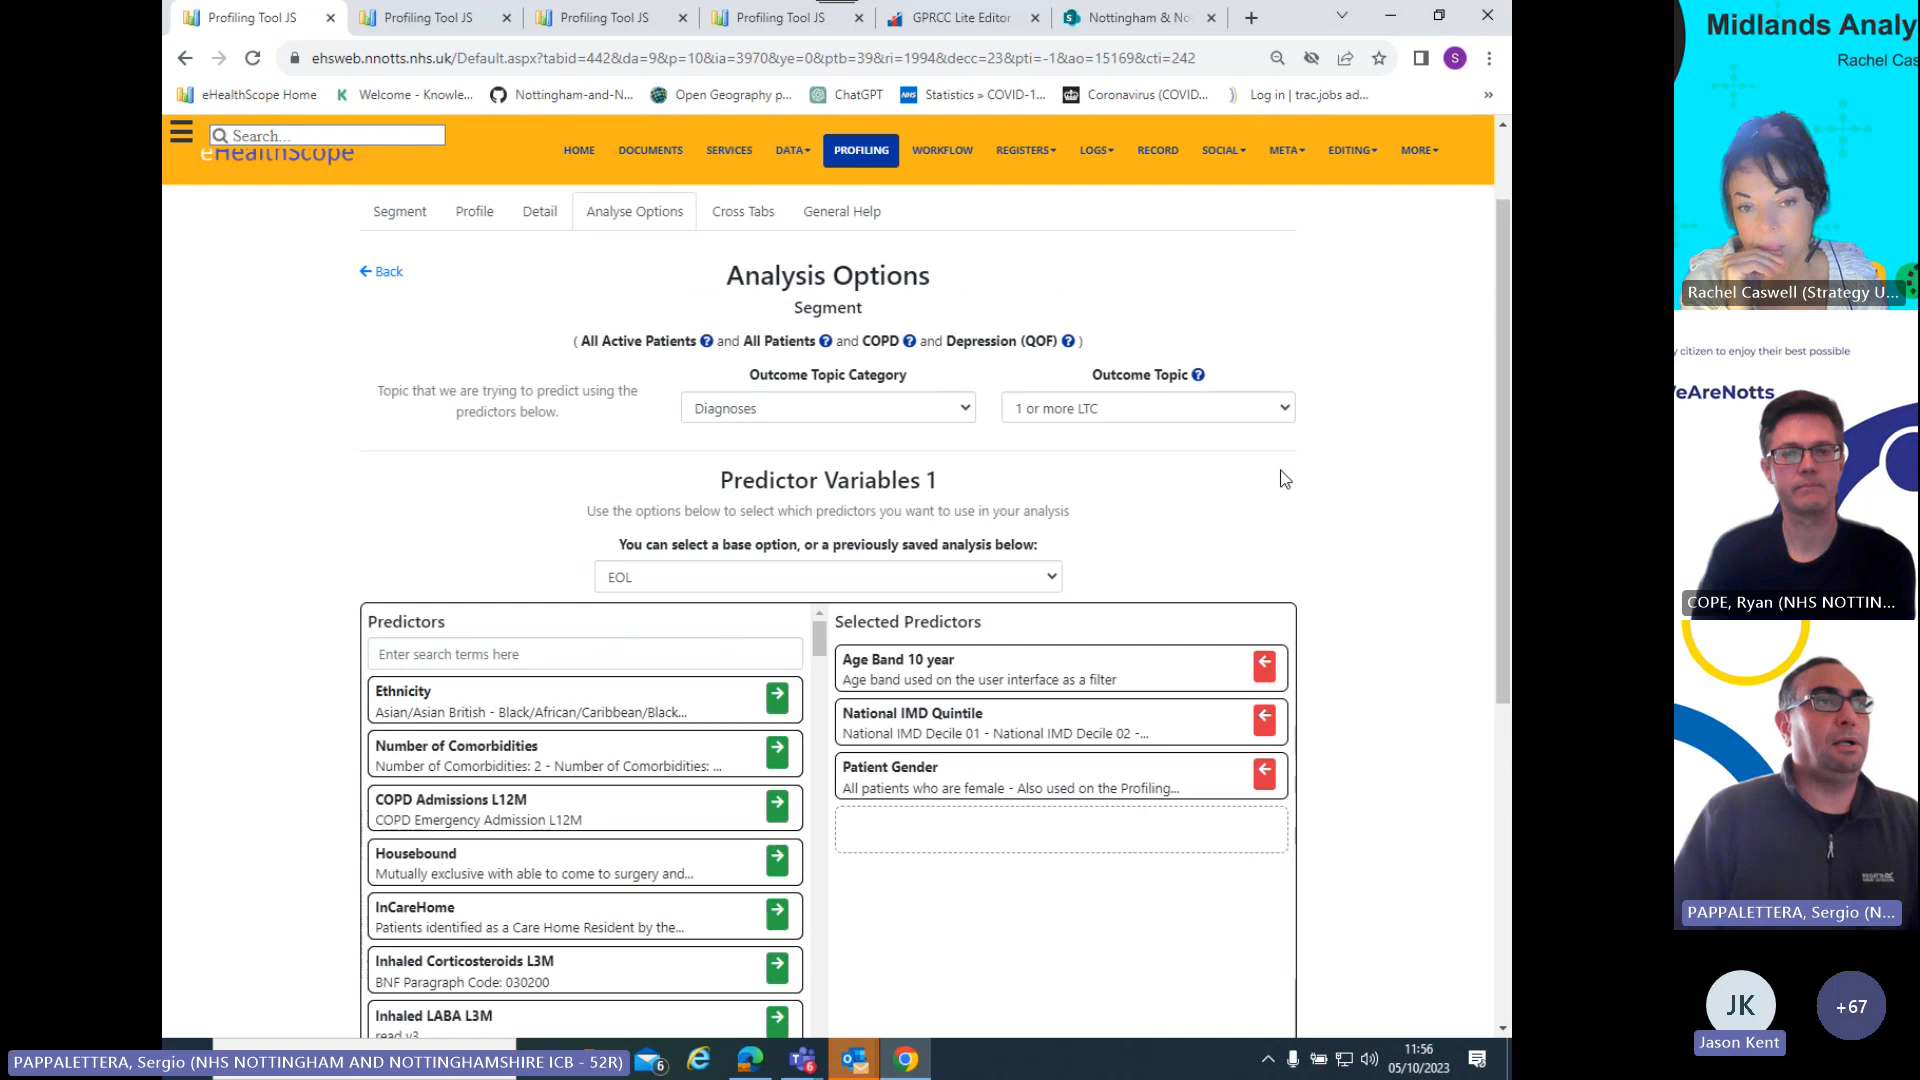 Profiling Tool JS
Profiling Tool JS
Profiling Tool JS
Profiling Tool JS
GPRCC Lite Editor
Nottingham & No
ehsweb.nnotts.nhs.uk/Default.aspx?tabid=442&da=9&p=10&ia=3970&ye=0&ptb=39&ri=1994&decc=23&pti=-1&ao=15169&cti=242
S
eHealthScope Home
Welcome - Knowle...
Nottingham-and-N...
Open Geography p...
ChatGPT
NHS
Statistics » COVID-1...
Coronavirus (COVID...
Log in | trac.jobs ad...
»
Search...
eHealthScope
HOME
DOCUMENTS
SERVICES
DATA
PROFILING
WORKFLOW
REGISTERS
LOGS
RECORD
SOCIAL
META
EDITING
MORE
Segment
Profile
Detail
Analyse Options
Cross Tabs
General Help
Back
Analysis Options
Segment
( All Active Patients ? and All Patients ? and COPD ? and Depression (QOF) ? )
Topic that we are trying to predict using the
predictors below.
Outcome Topic Category
Diagnoses
Outcome Topic ?
1 or more LTC
Predictor Variables 1
Use the options below to select which predictors you want to use in your analysis
You can select a base option, or a previously saved analysis below:
EOL
Predictors
Enter search terms here
Ethnicity
Asian/Asian British - Black/African/Caribbean/Black...
Number of Comorbidities
Number of Comorbidities: 2 - Number of Comorbidities: ...
COPD Admissions L12M
COPD Emergency Admission L12M
Housebound
Mutually exclusive with able to come to surgery and...
InCareHome
Patients identified as a Care Home Resident by the...
Inhaled Corticosteroids L3M
BNF Paragraph Code: 030200
Inhaled LABA L3M
read v3
Selected Predictors
Age Band 10 year
Age band used on the user interface as a filter
National IMD Quintile
National IMD Decile 01 - National IMD Decile 02 -...
Patient Gender
All patients who are female - Also used on the Profiling...
PAPPALETTERA, Sergio (NHS NOTTINGHAM AND NOTTINGHAMSHIRE ICB - 52R)
6
6
11:56
05/10/2023
Midlands Analy
Rachel Cas
Rachel Caswell (Strategy U...
y citizen to enjoy their best possible
eAreNotts
COPE, Ryan (NHS NOTTIN...
REGATTA
PAPPALETTERA, Sergio (N...
JK
Jason Kent
+67